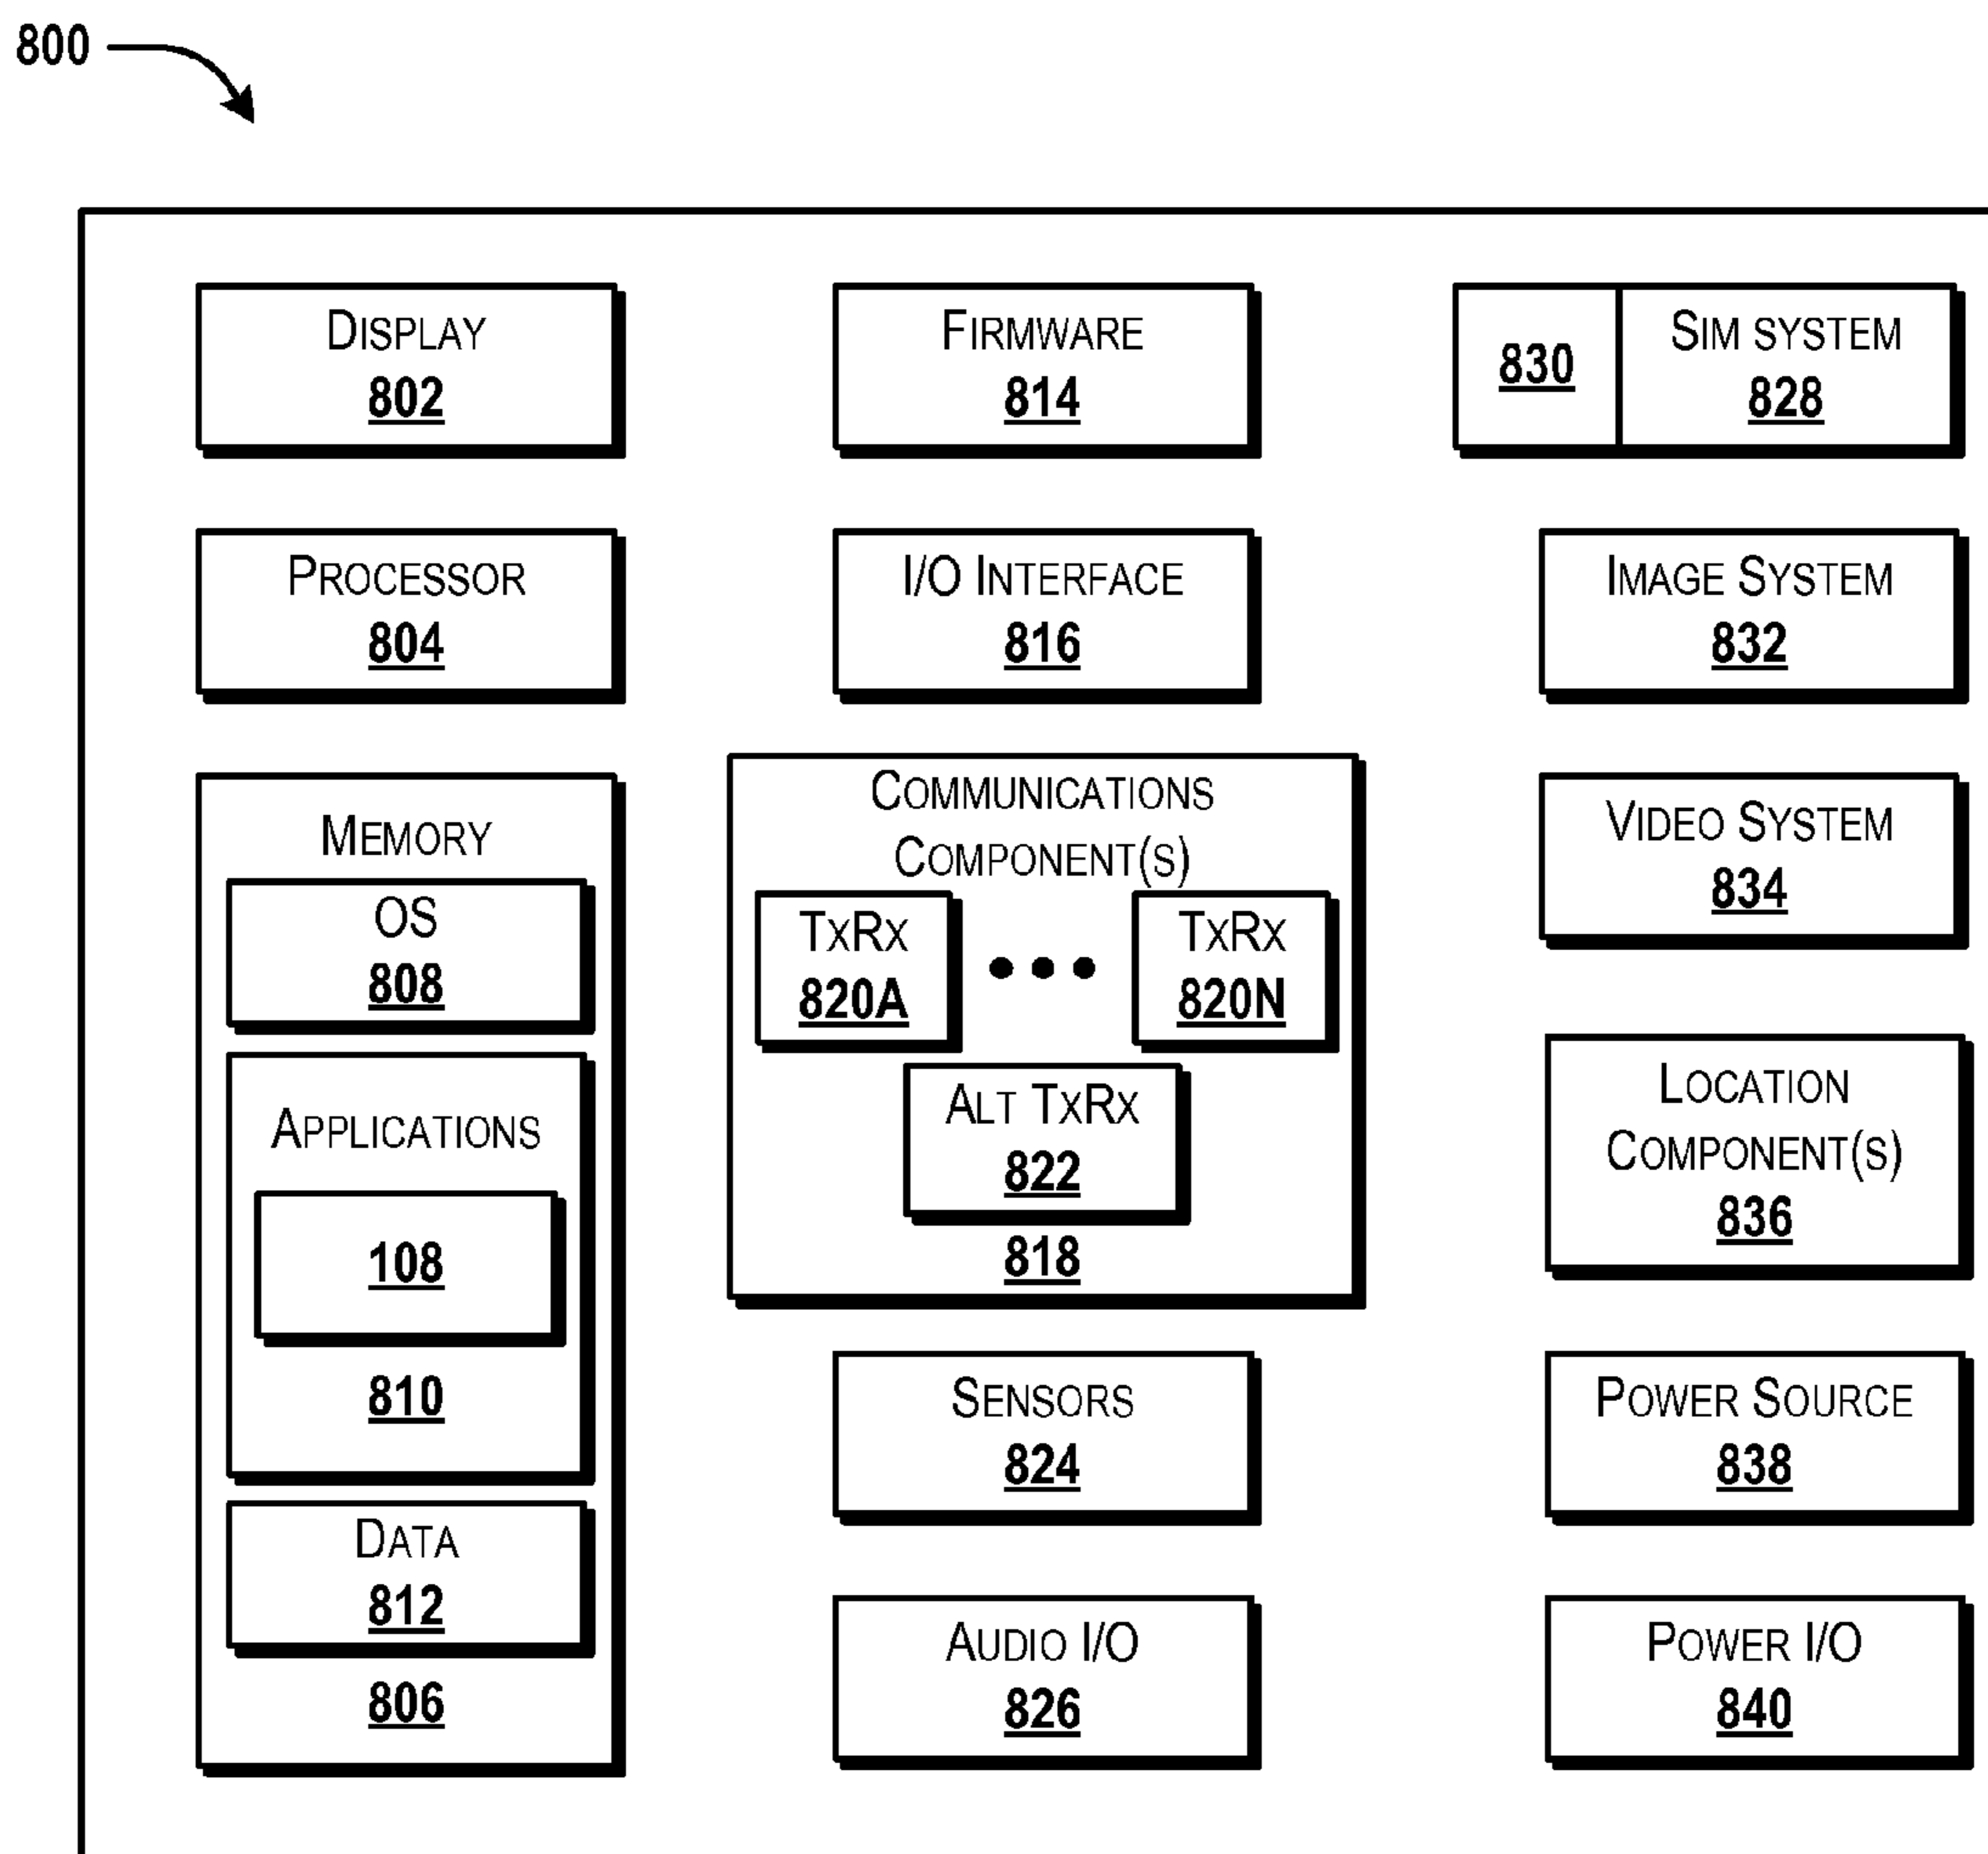 800
DISPLAY
802
PROCESSOR
804
MEMORY
OS
808
APPLICATIONS
108
810
DATA
812
806
FIRMWARE
814
I/O INTERFACE
816
COMMUNICATIONS
COMPONENT(S)
TXRX
820A
TXRX
820N
ALT TXRX
822
818
SENSORS
824
AUDIO I/O
826
830
SIM SYSTEM
828
IMAGE SYSTEM
832
VIDEO SYSTEM
834
LOCATION
COMPONENT(S)
836
POWER SOURCE
838
POWER I/O
840